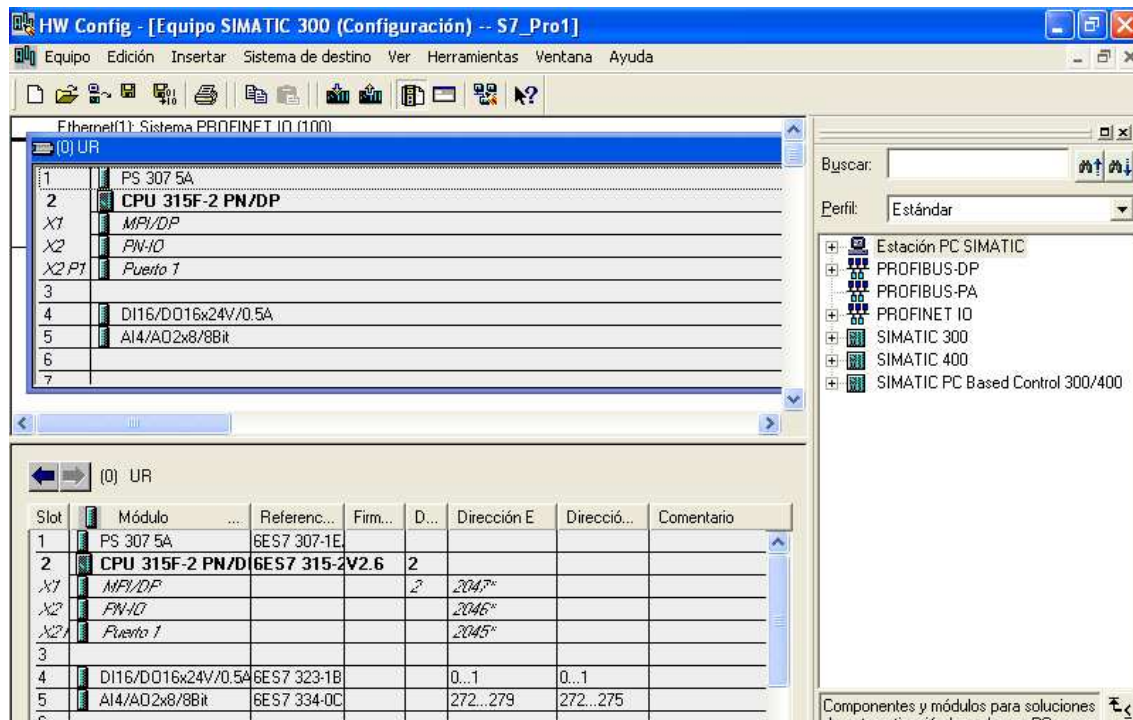 HW Config - [Equipo SIMATIC 300 (Configuración) -- S7_Pro1]
Equipo Edición Insertar Sistema de destino Ver Herramientas Ventana Ayuda
Ethernet(1): Sistema PROFINET IO (100)
(0) UR
1 PS 307 5A
2 CPU 315F-2 PN/DP
X1 MPI/DP
X2 PN-IO
X2 P1 Puerto 1
3
4 DI16/DO16x24V/0.5A
5 AI4/AO2x8/8Bit
6
7
Buscar:
Perfil: Estándar
Estación PC SIMATIC
PROFIBUS-DP
PROFIBUS-PA
PROFINET IO
SIMATIC 300
SIMATIC 400
SIMATIC PC Based Control 300/400
(0) UR
Slot Módulo ... Referenc... Firm... D... Dirección E Direcció... Comentario
1 PS 307 5A 6ES7 307-1E
2 CPU 315F-2 PN/D 6ES7 315-2 V2.6 2
X1 MPI/DP 2 2047*
X2 PN-IO 2046*
X2 Puerto 1 2045*
3
4 DI16/DO16x24V/0.5A 6ES7 323-1B 0...1 0...1
5 AI4/AO2x8/8Bit 6ES7 334-0C 272...279 272...275
Componentes y módulos para soluciones